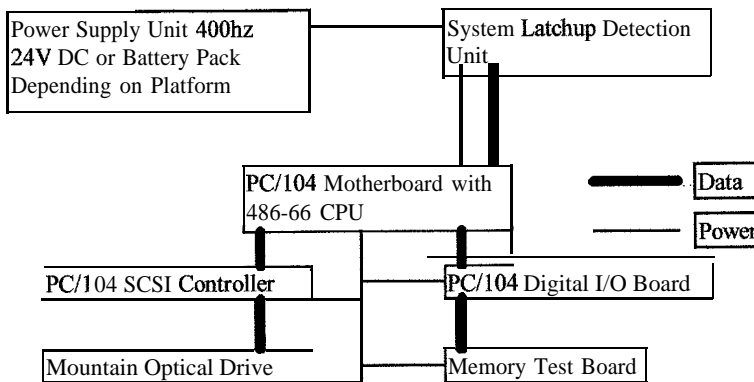 Power Supply Unit 400hz
24V DC or Battery Pack
Depending on Platform
System Latchup Detection
Unit
PC/104 Motherboard with
486-66 CPU
Data
Power
PC/104 SCSI Controller
PC/104 Digital I/O Board
Mountain Optical Drive
Memory Test Board